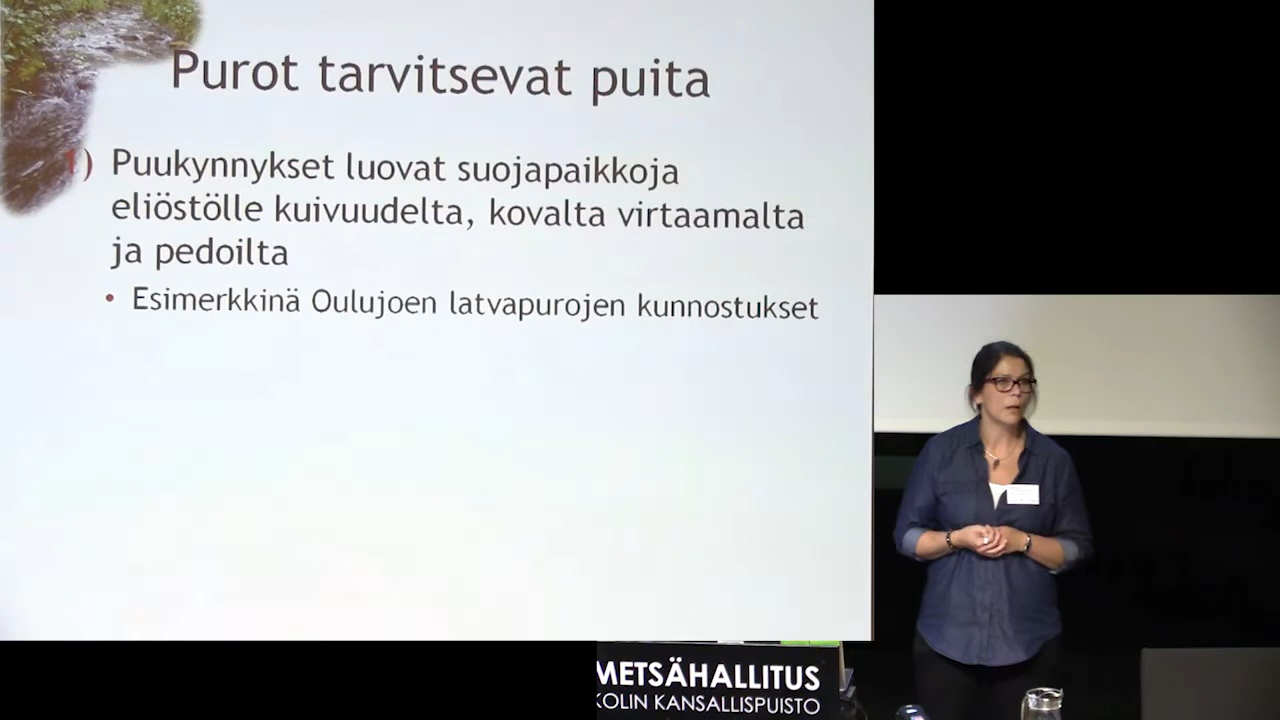 Purot tarvitsevat puita
1) Puukynnykset luovat suojapaikkoja
eliöstölle kuivuudelta, kovalta virtaamalta
ja pedoilta
• Esimerkkinä Oulujoen latvapurojen kunnostukset
METSÄHALLITUS
KOLIN KANSALLISPUISTO